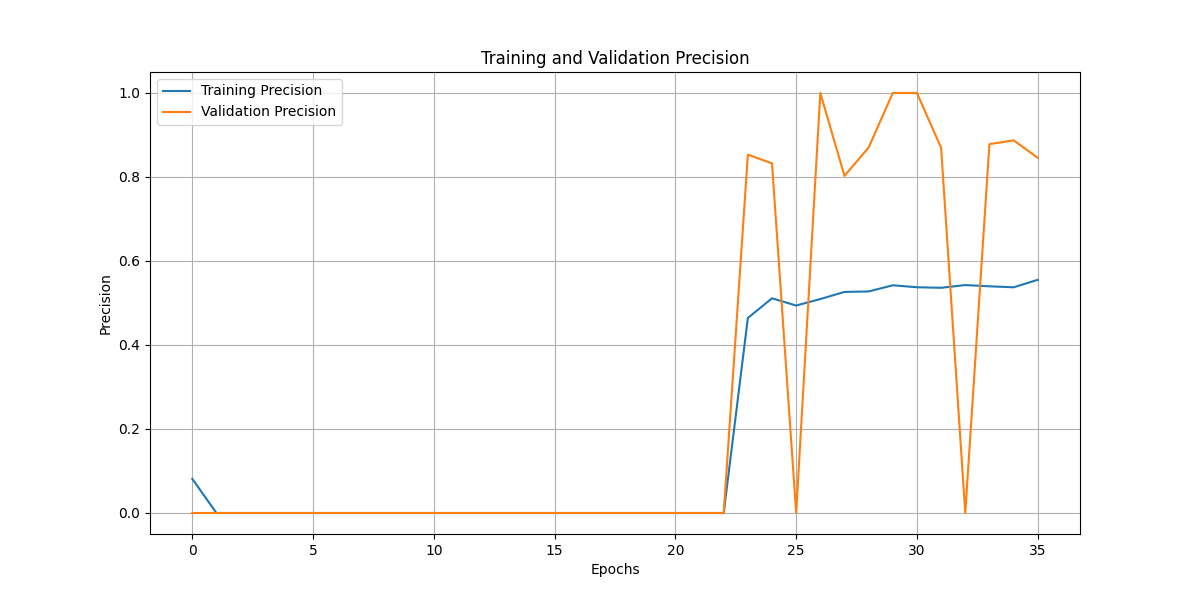 Training and Validation Precision
Training Precision
Validation Precision
1.0
0.8
0.6
0.4
0.2
0.0
Precision
0 5 10 15 20 25 30 35
Epochs